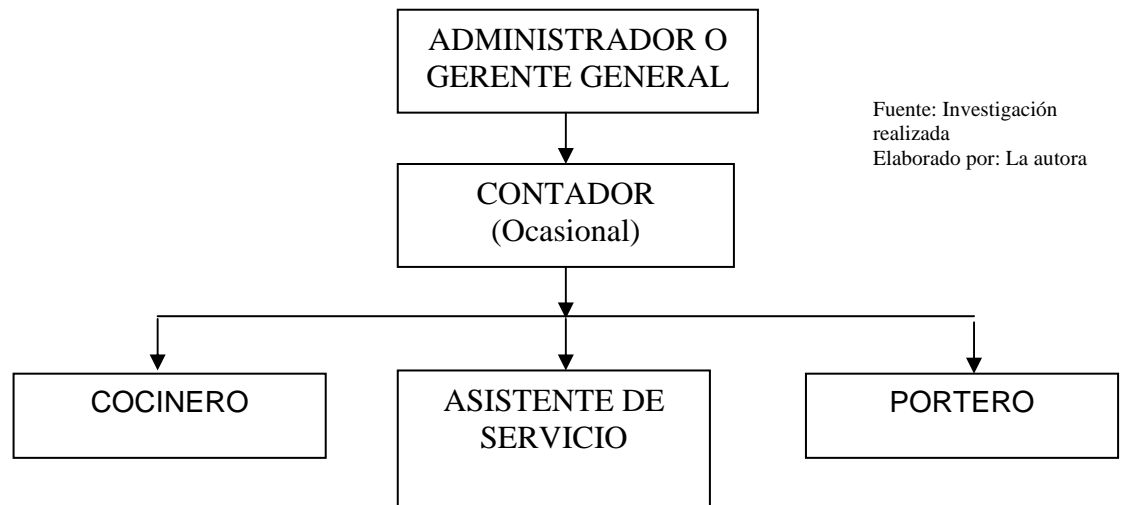 ADMINISTRADOR O
GERENTE GENERAL
Fuente: Investigación
realizada
Elaborado por: La autora
CONTADOR
(Ocasional)
COCINERO
ASISTENTE DE
SERVICIO
PORTERO